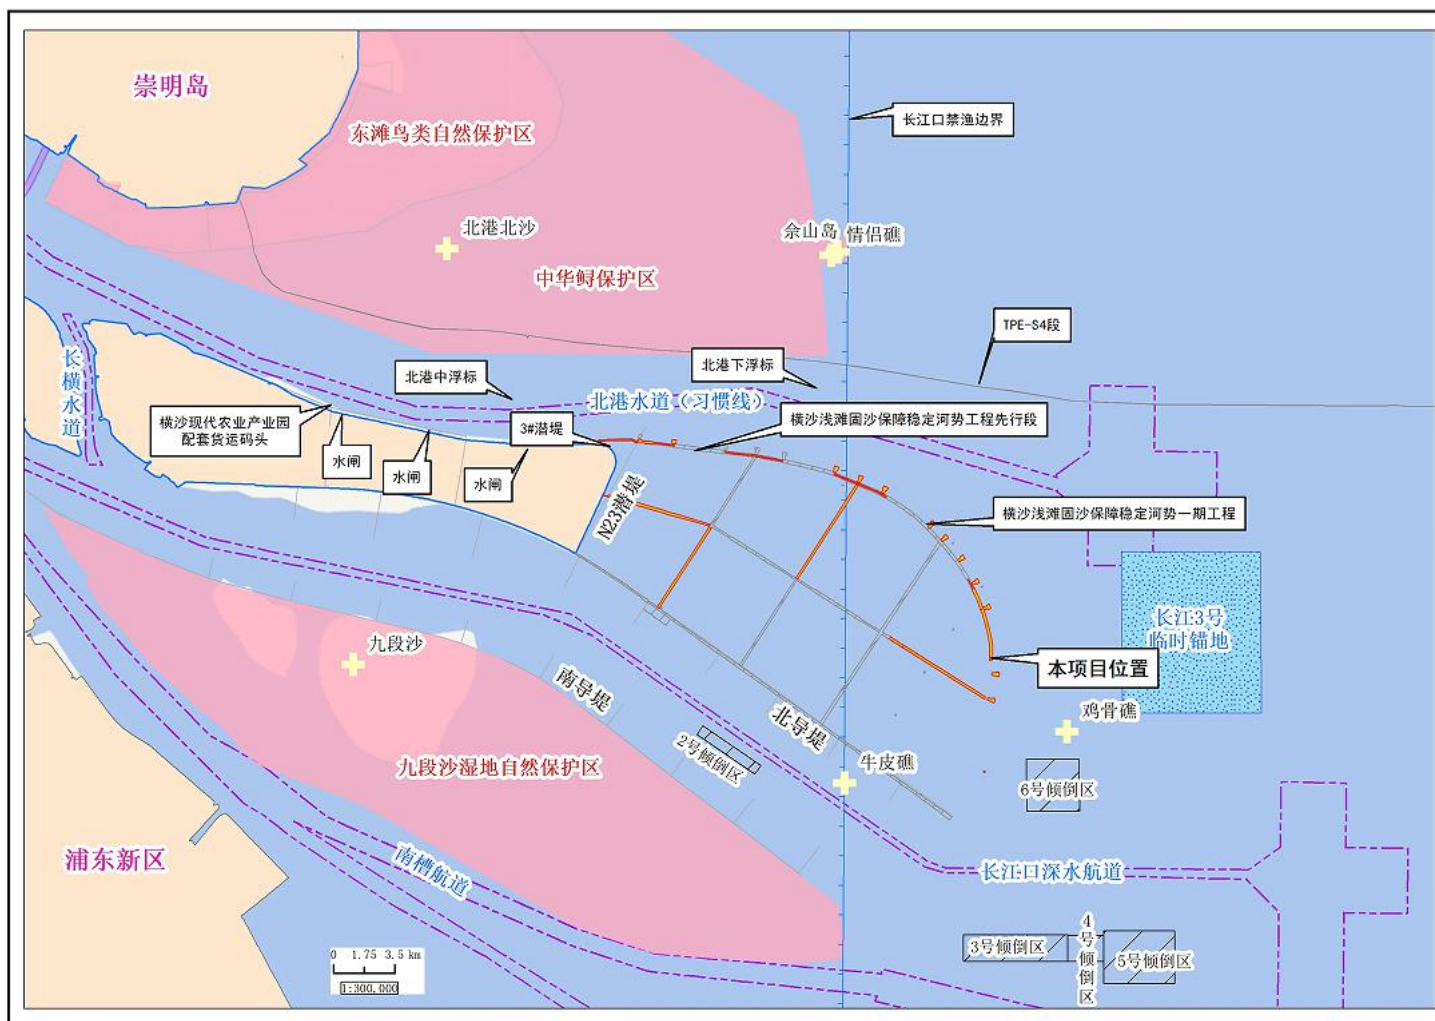 崇明岛
东滩鸟类自然保护区
长江口禁渔边界
北港北沙
佘山岛
情侣礁
中华鲟保护区
TPE-S4段
长横水道
北港中浮标
北港下浮标
北港水道（习惯线）
横沙现代农业产业园
配套货运码头
3#潜堤
横沙浅滩固沙保障稳定河势工程先行段
水闸
水闸
水闸
N23潜堤
横沙浅滩固沙保障稳定河势一期工程
长江3号
临时锚地
九段沙
本项目位置
南导堤
北导堤
鸡骨礁
2号倾倒区
牛皮礁
九段沙湿地自然保护区
6号倾倒区
浦东新区
南槽航道
长江口深水航道
3号倾倒区
4号倾倒区
5号倾倒区
0 1.75 3.5 km
1:300,000